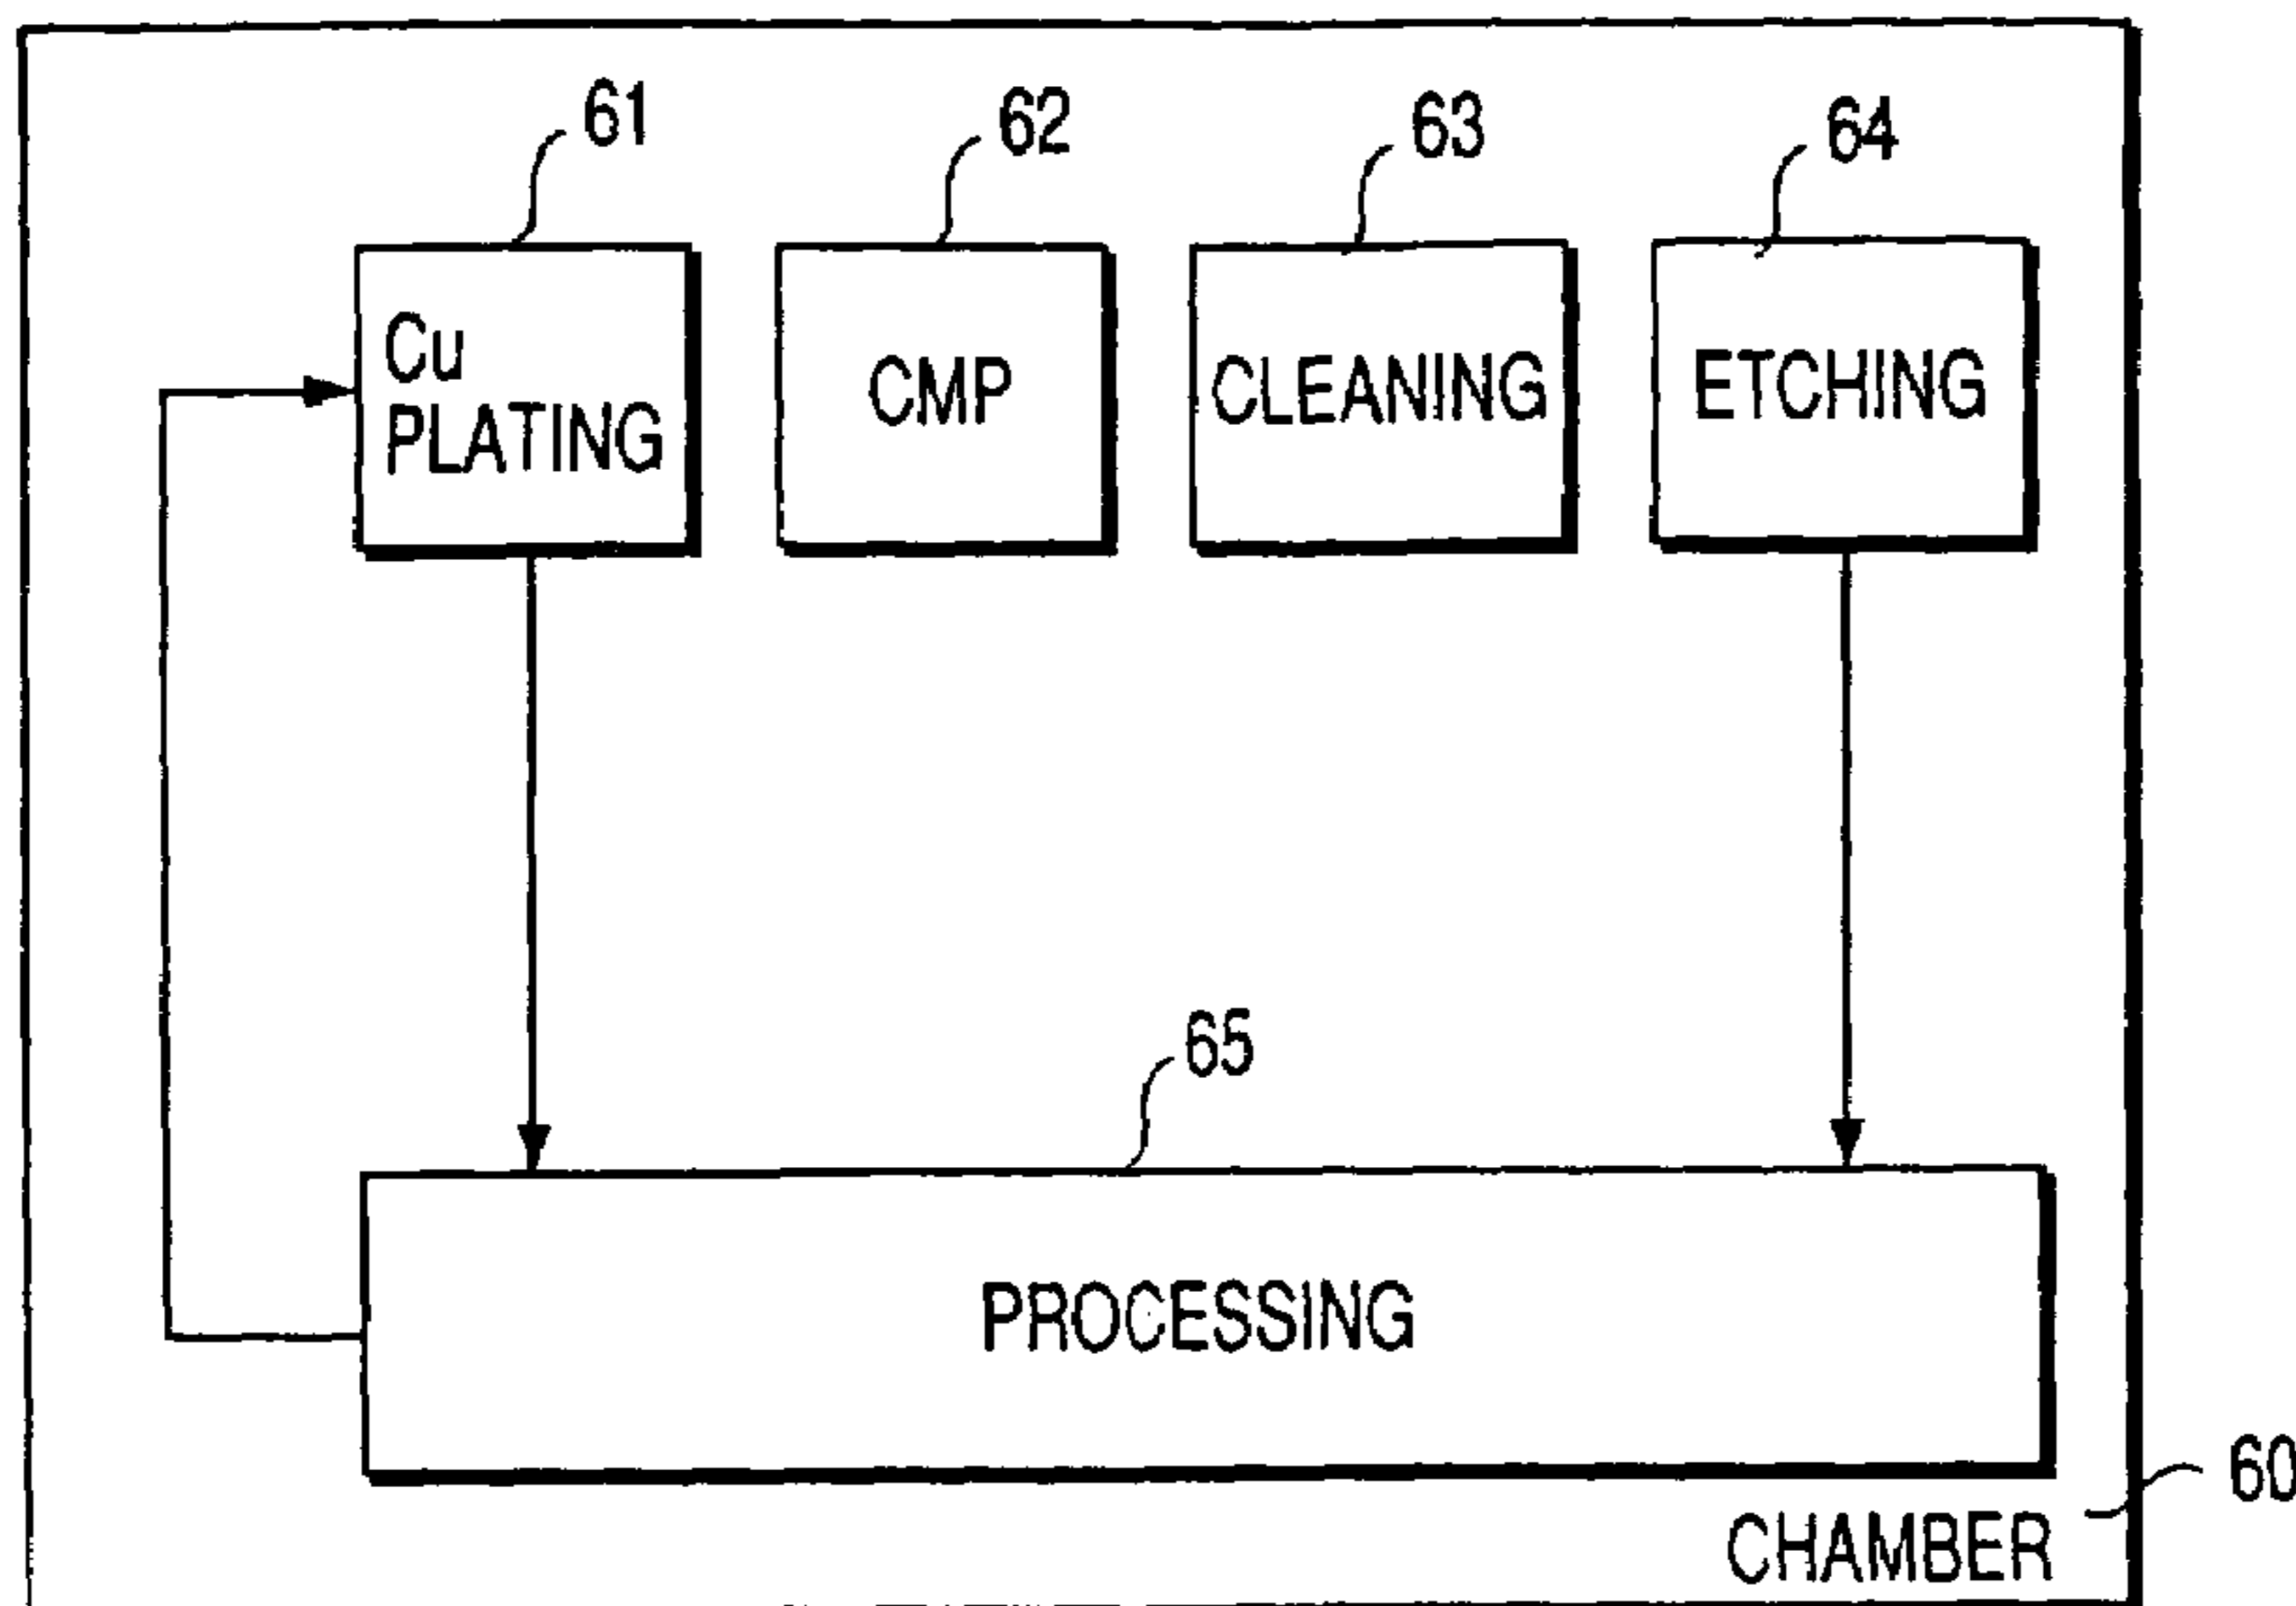 61
62
63
64
Cu
PLATING
CMP
CLEANING
ETCHING
65
PROCESSING
60
CHAMBER